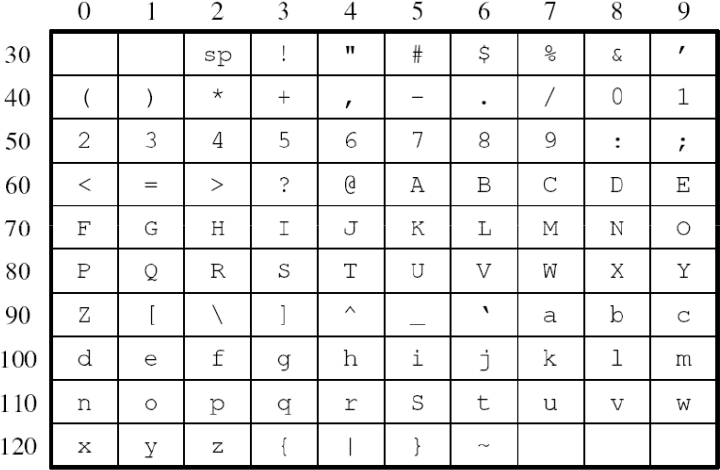 0 1 2 3 4 5 6 7 8 9
30 sp ! " # $ % & ′
40 ( ) * + , - . / 0 1
50 2 3 4 5 6 7 8 9 : ;
60 < = > ? @ A B C D E
70 F G H I J K L M N O
80 P Q R S T U V W X Y
90 Z [ \ ] ^ _ ‵ a b c
100 d e f g h i j k l m
110 n o p q r S t u v w
120 x y z { | } ~